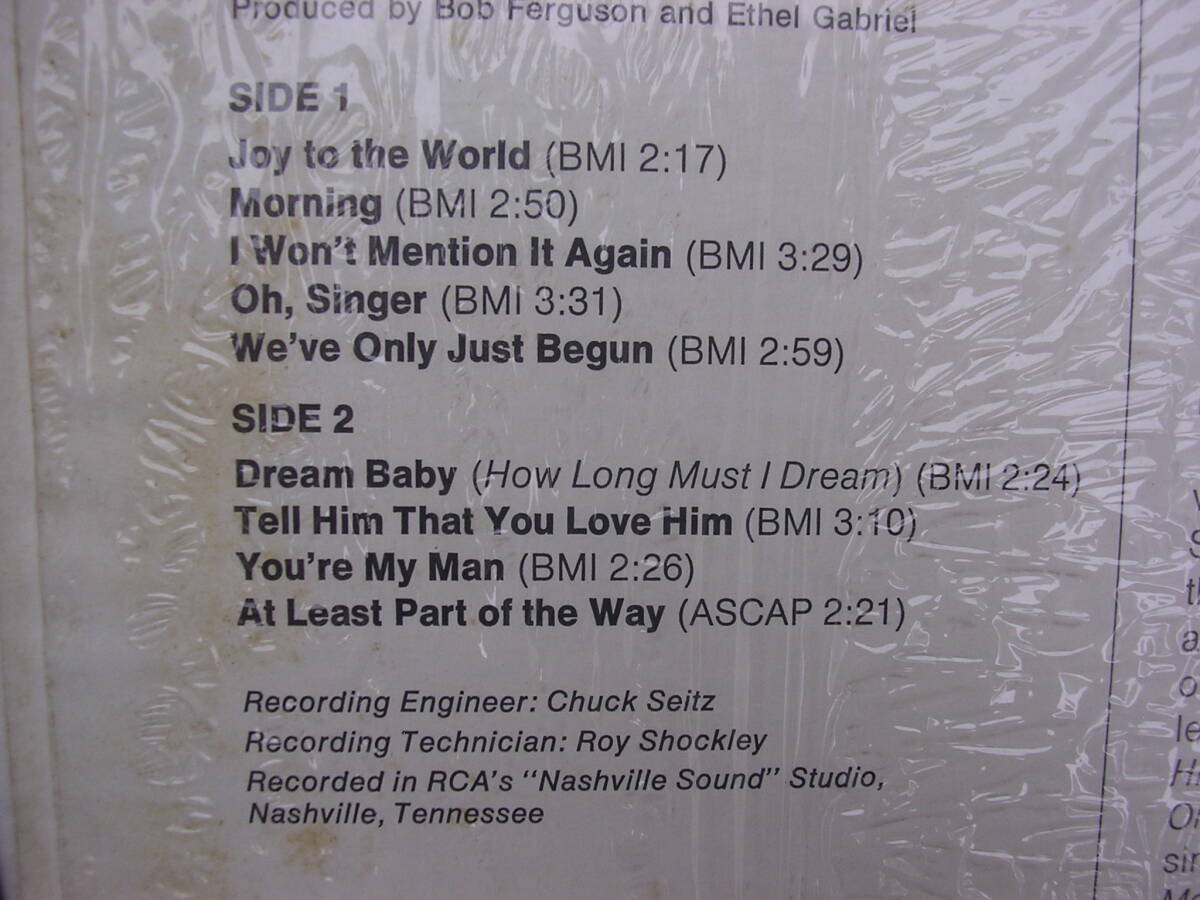 Produced by Bob Ferguson and Ethel Gabriel
SIDE 1
Joy to the World (BMI 2:17)
Morning (BMI 2:50)
I Won't Mention It Again (BMI 3:29)
Oh, Singer (BMI 3:31)
We've Only Just Begun (BMI 2:59)
SIDE 2
Dream Baby (How Long Must I Dream) (BMI 2:24)
Tell Him That You Love Him (BMI 3:10)
You're My Man (BMI 2:26)
At Least Part of the Way (ASCAP 2:21)
Recording Engineer: Chuck Seitz
Recording Technician: Roy Shockley
Recorded in RCA's "Nashville Sound" Studio,
Nashville, Tennessee